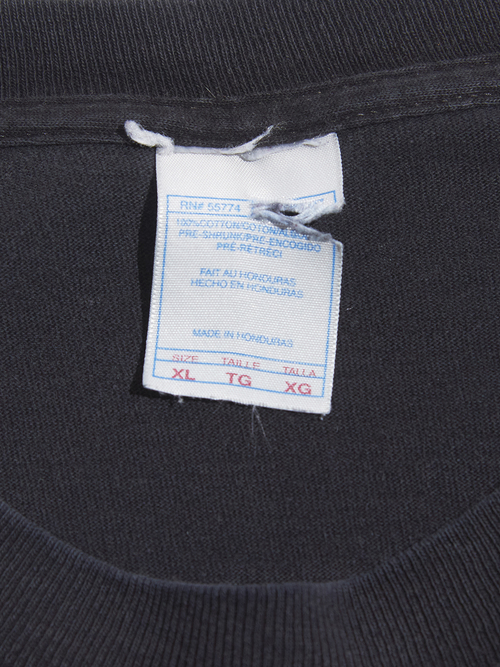 RN# 55774
100% COTTON/COTON/ALGODÓN
PRE-SHRUNK/PRE-ENCOGIDO
PRÉ-RÉTRÉCI
FAIT AU HONDURAS
HECHO EN HONDURAS
MADE IN HONDURAS
SIZE TAILLE TALLA
XL TG XG